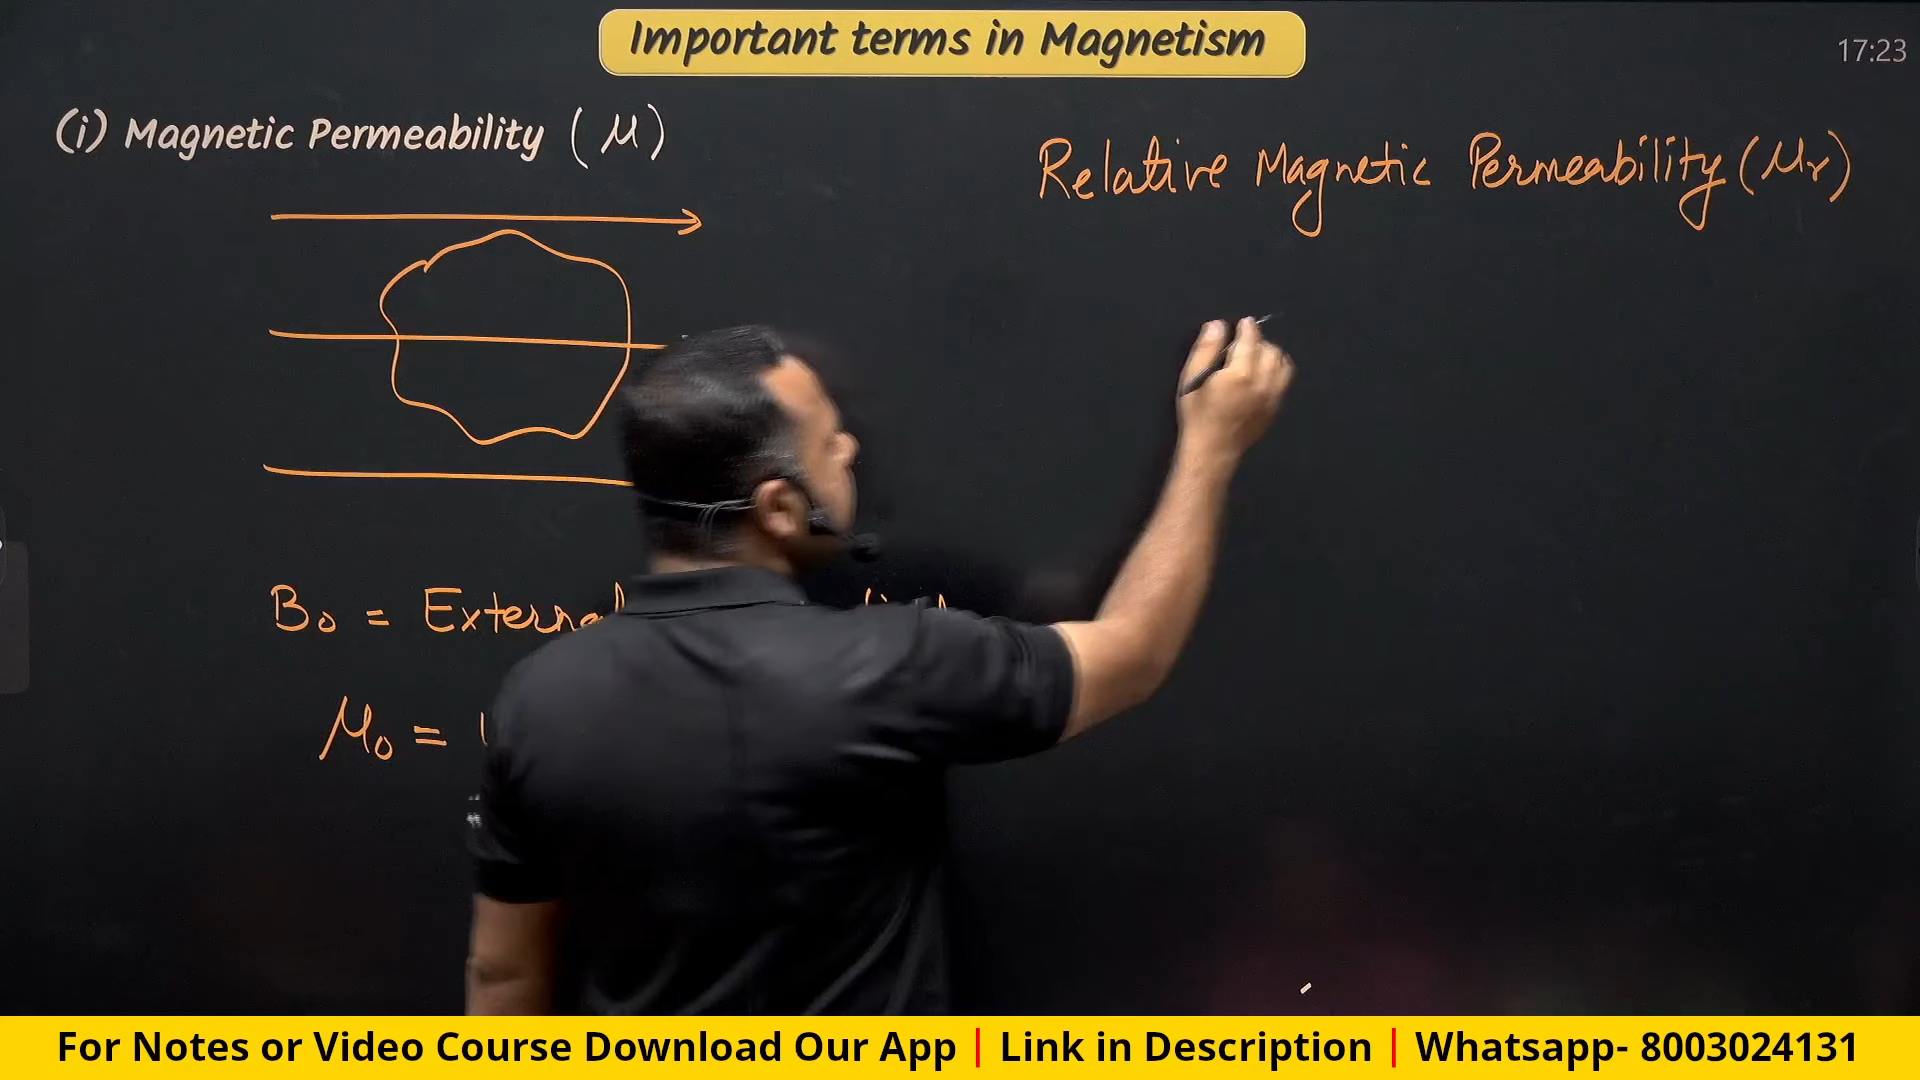 Important terms in Magnetism
17:23
(i) Magnetic Permeability (μ)
Relative Magnetic Permeability (μr)
B0 = External
μ0 =
For Notes or Video Course Download Our App | Link in Description | Whatsapp- 8003024131